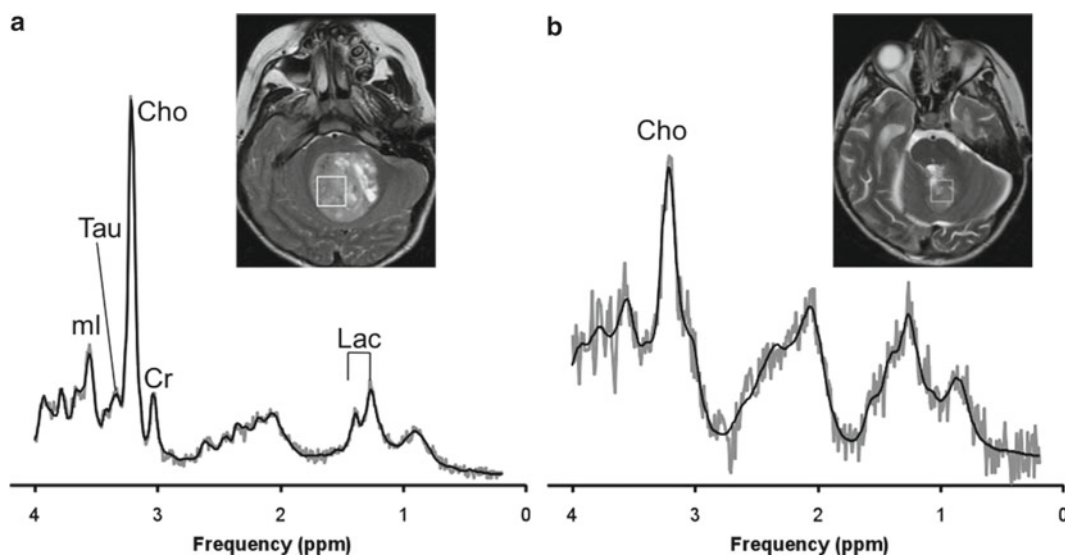 a
Cho
Tau
mI
Cr
Lac
4 3 2 1 0
Frequency (ppm)
b
Cho
4 3 2 1 0
Frequency (ppm)